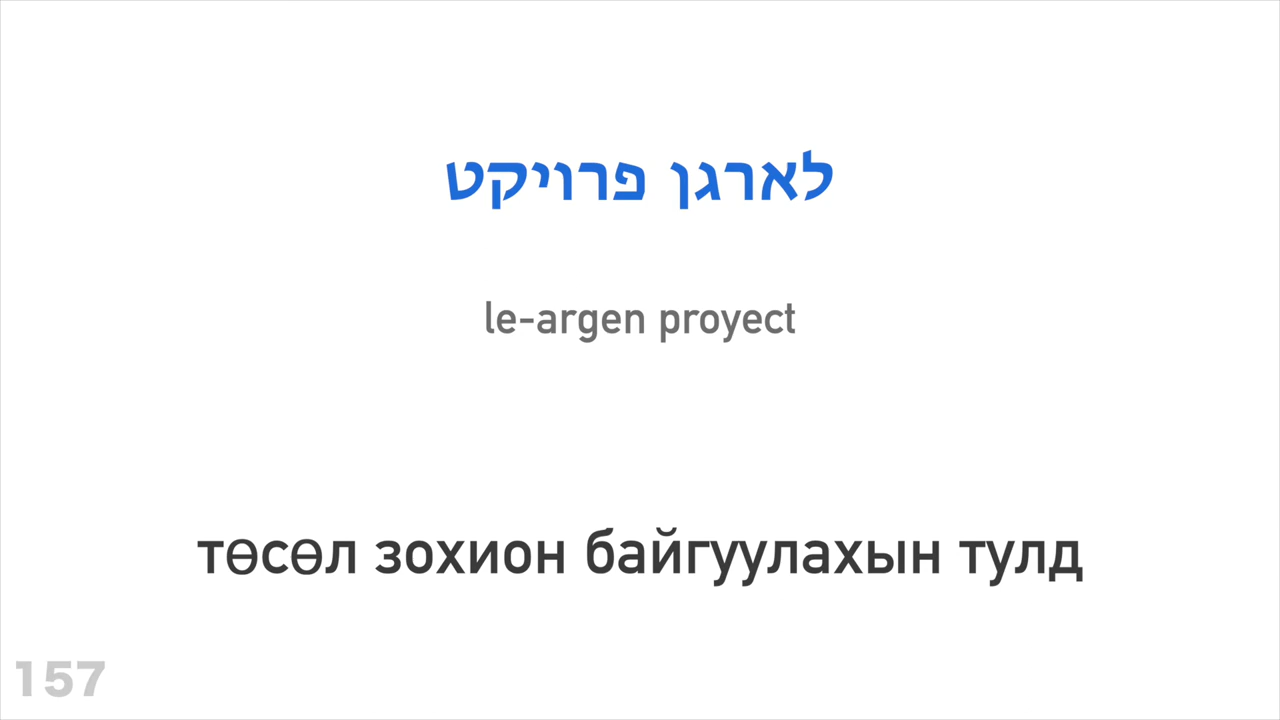 לארגן פרויקט
le-argen proyect
төсөл зохион байгуулахын тулд
157